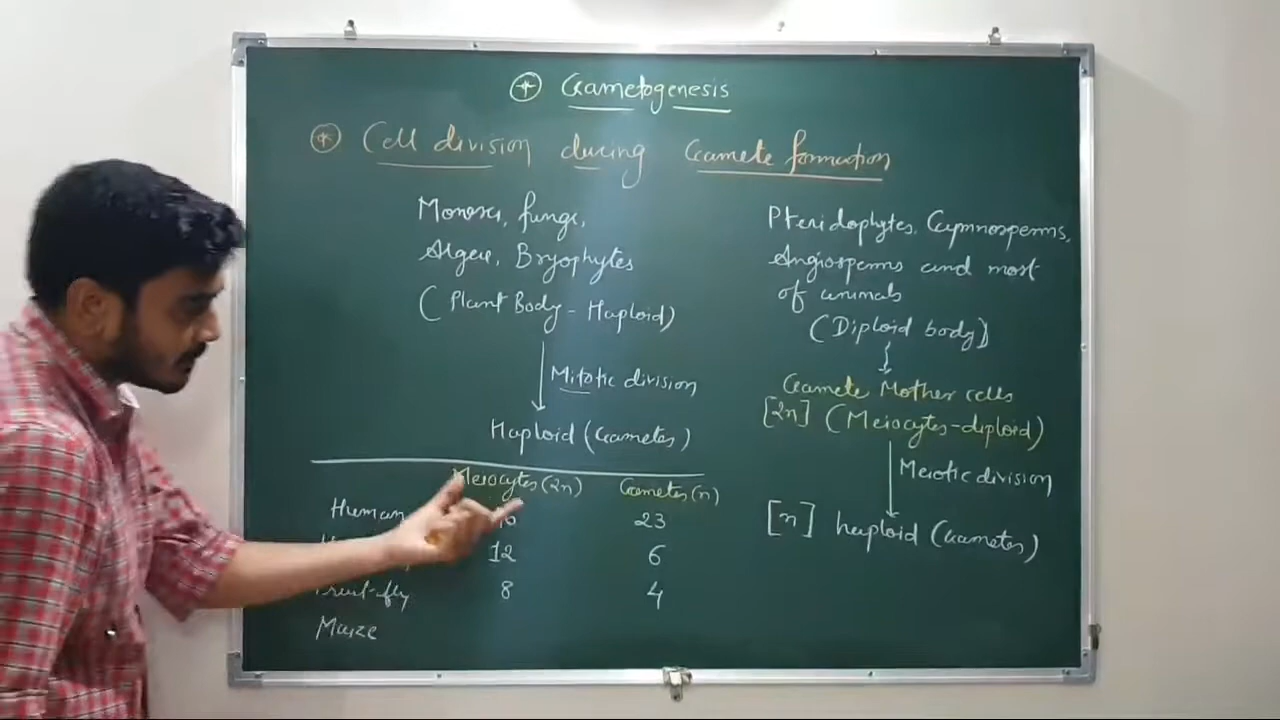 Gametogenesis
Cell division during Gamete formation
Monera, fungi,
Algae, Bryophytes
(Plant Body - Haploid)
Mitotic division
Haploid (Gametes)
Pteridophytes, Gymnosperms,
Angiosperms and most
of animals
(Diploid body)
Gamete Mother cells
[2n] (Meiocytes-diploid)
Meiotic division
[n] haploid (Gametes)
Meiocytes (2n) Gametes (n)
Human 23
12 6
Fruit-fly 8 4
Maize